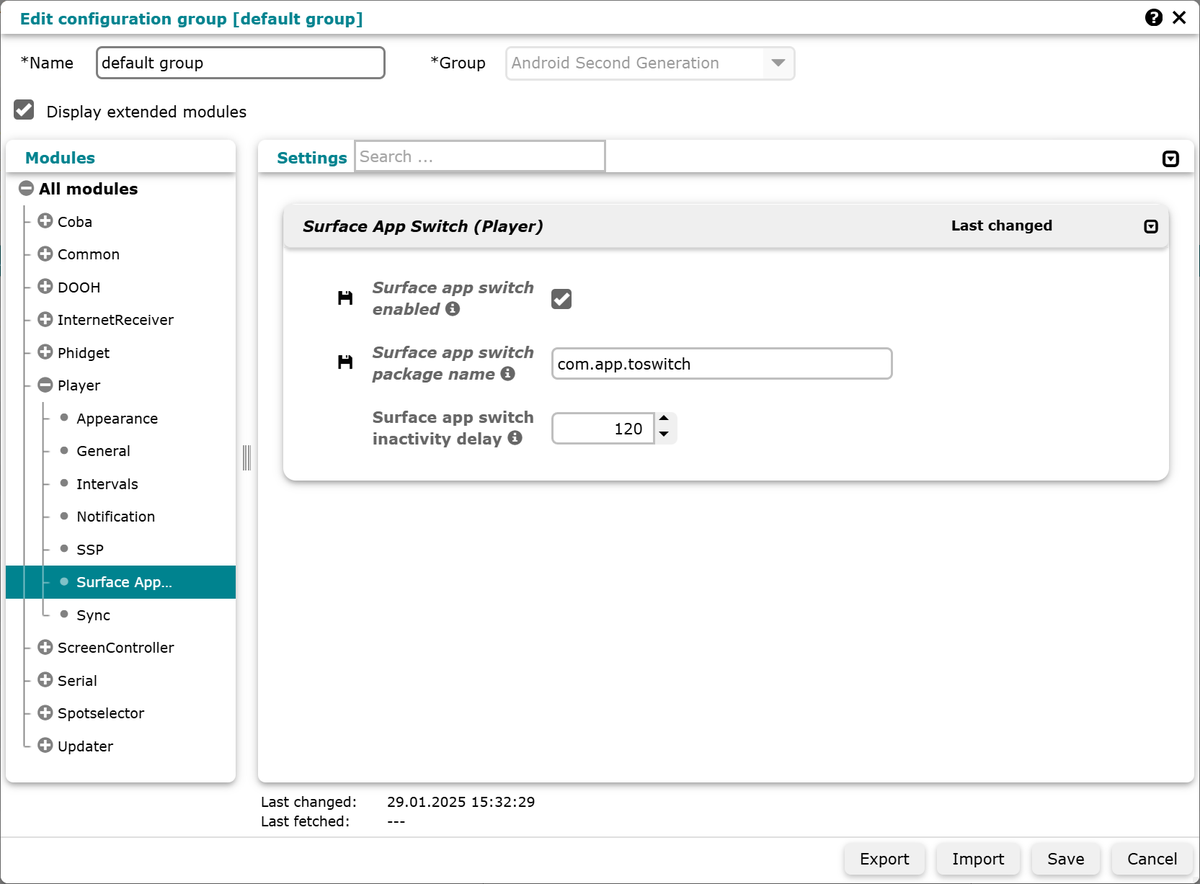 Edit configuration group [default group]
*Name
default group
*Group
Android Second Generation
Display extended modules
Modules
All modules
Coba
Common
DOOH
InternetReceiver
Phidget
Player
Appearance
General
Intervals
Notification
SSP
Surface App...
Sync
ScreenController
Serial
Spotselector
Updater
Settings
Search ...
Surface App Switch (Player)
Last changed
Surface app switch
enabled
Surface app switch
package name
com.app.toswitch
Surface app switch
inactivity delay
120
Last changed: 29.01.2025 15:32:29
Last fetched: ---
Export
Import
Save
Cancel